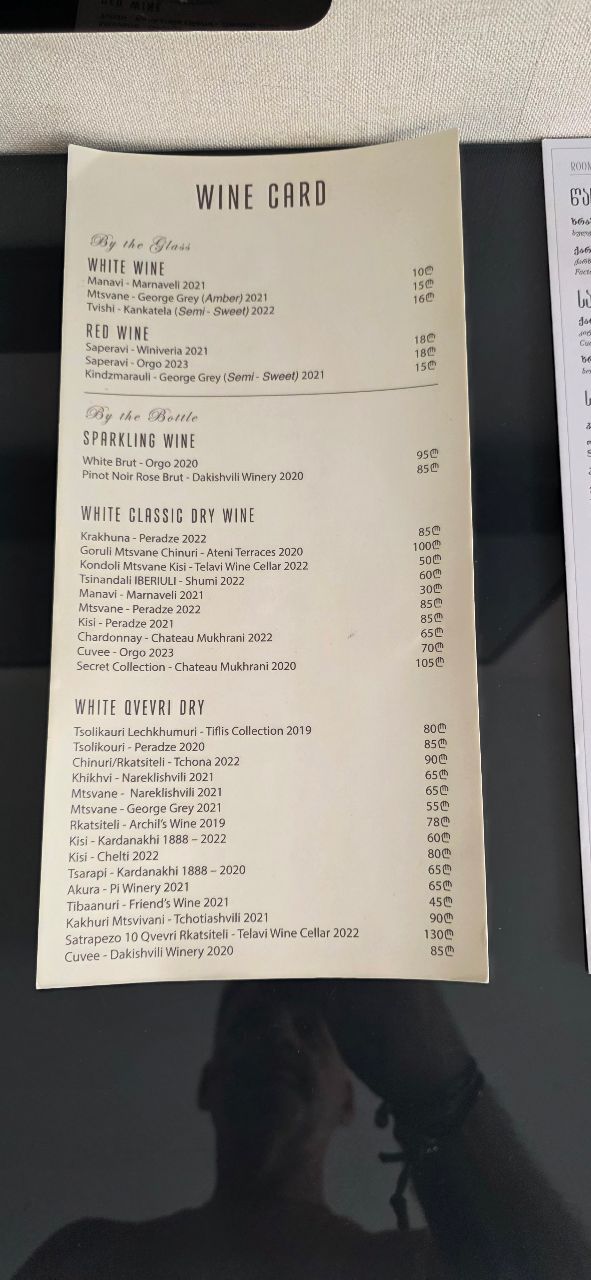 RED WINE
WINE CARD
By the Glass
WHITE WINE
Manavi - Marnaveli 2021 10₾
Mtsvane - George Grey (Amber) 2021 15₾
Tvishi - Kankatela (Semi - Sweet) 2022 16₾
RED WINE
Saperavi - Winiveria 2021 18₾
Saperavi - Orgo 2023 18₾
Kindzmarauli - George Grey (Semi - Sweet) 2021 15₾
By the Bottle
SPARKLING WINE
White Brut - Orgo 2020 95₾
Pinot Noir Rose Brut - Dakishvili Winery 2020 85₾
WHITE CLASSIC DRY WINE
Krakhuna - Peradze 2022 85₾
Goruli Mtsvane Chinuri - Ateni Terraces 2020 100₾
Kondoli Mtsvane Kisi - Telavi Wine Cellar 2022 50₾
Tsinandali IBERIULI - Shumi 2022 60₾
Manavi - Marnaveli 2021 30₾
Mtsvane - Peradze 2022 85₾
Kisi - Peradze 2021 85₾
Chardonnay - Chateau Mukhrani 2022 65₾
Cuvee - Orgo 2023 70₾
Secret Collection - Chateau Mukhrani 2020 105₾
WHITE QVEVRI DRY
Tsolikauri Lechkhumuri - Tiflis Collection 2019 80₾
Tsolikouri - Peradze 2020 85₾
Chinuri/Rkatsiteli - Tchona 2022 90₾
Khikhvi - Nareklishvili 2021 65₾
Mtsvane - Nareklishvili 2021 65₾
Mtsvane - George Grey 2021 55₾
Rkatsiteli - Archil's Wine 2019 78₾
Kisi - Kardanakhi 1888 – 2022 60₾
Kisi - Chelti 2022 80₾
Tsarapi - Kardanakhi 1888 – 2020 65₾
Akura - Pi Winery 2021 65₾
Tibaanuri - Friend's Wine 2021 45₾
Kakhuri Mtsvivani - Tchotiashvili 2021 90₾
Satrapezo 10 Qvevri Rkatsiteli - Telavi Wine Cellar 2022 130₾
Cuvee - Dakishvili Winery 2020 85₾